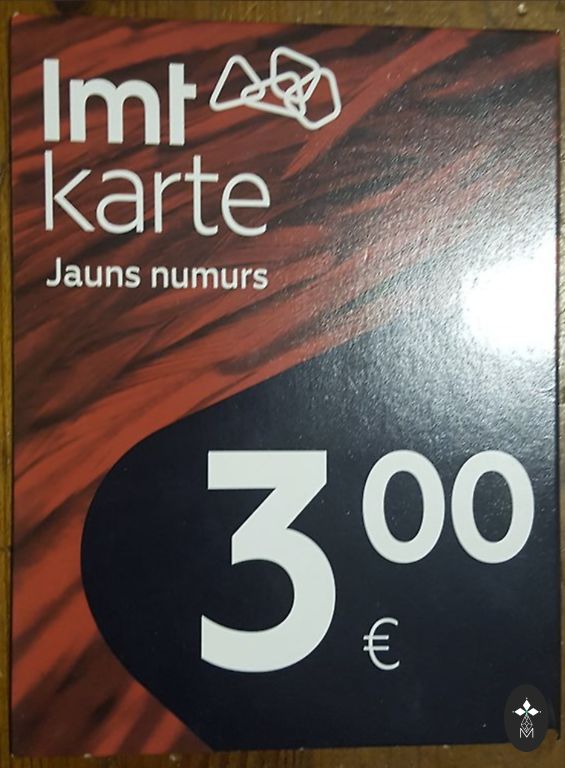 lmt
karte
Jauns numurs
3 00
€
M